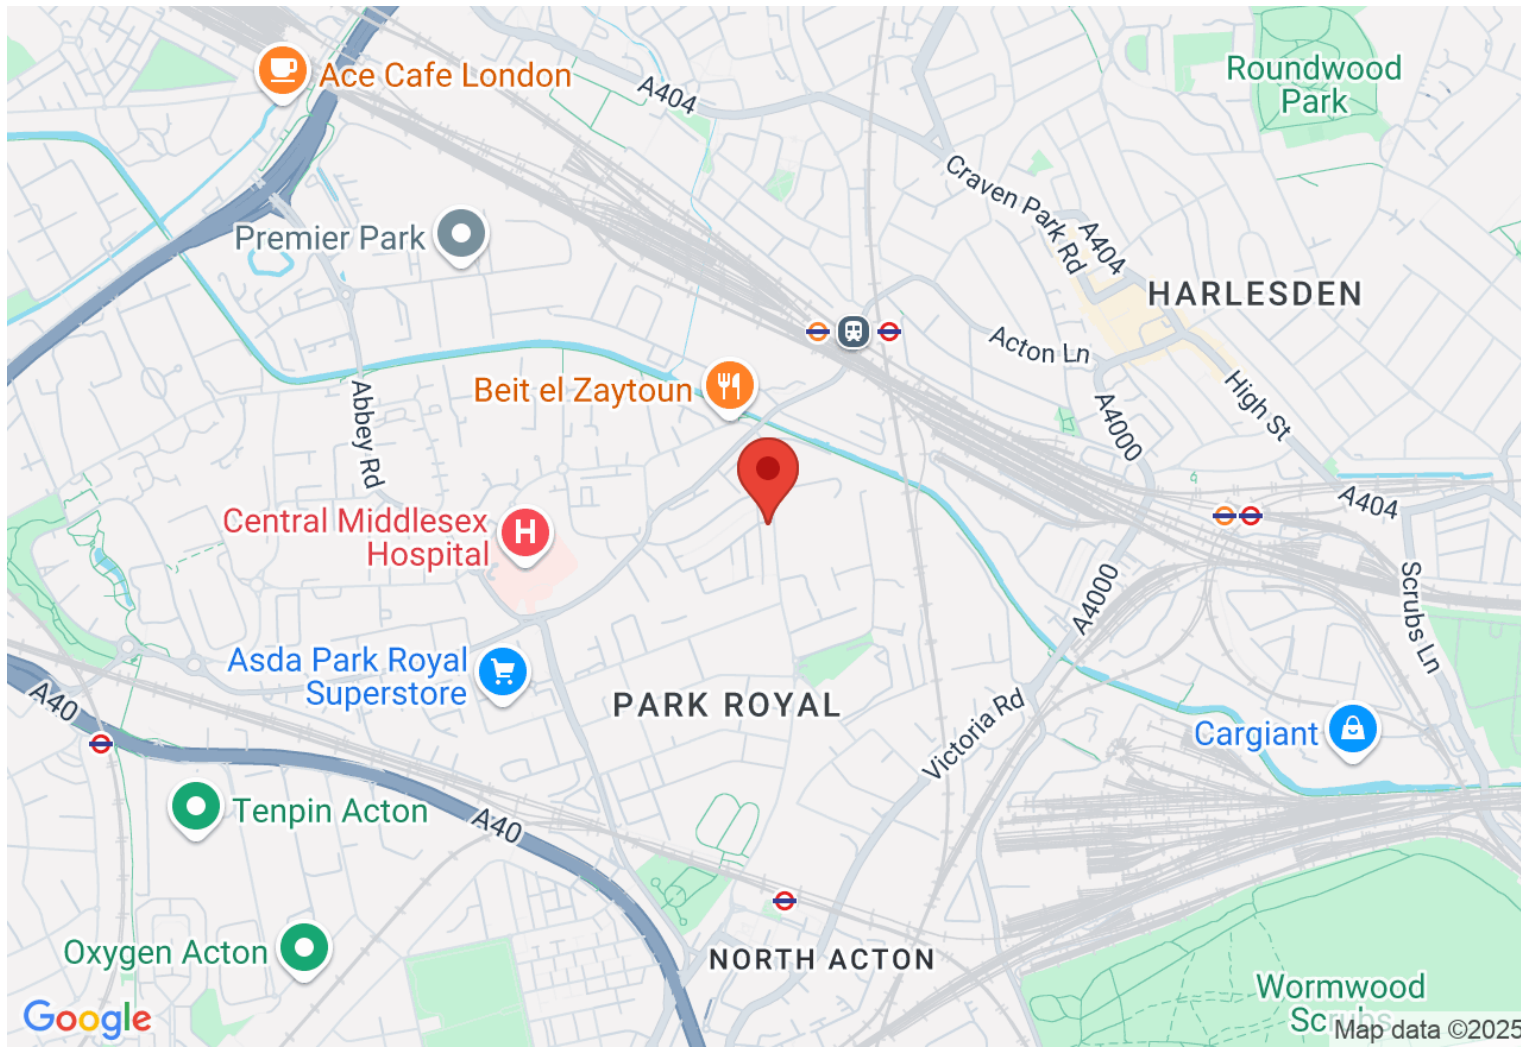 Ace Cafe London
A404
Roundwood
Park
Craven Park Rd
A404
Premier Park
HARLESDEN
Acton Ln
Beit el Zaytoun
High St
Abbey Rd
A4000
A404
Central Middlesex
Hospital
H
Scrubs Ln
A4000
Asda Park Royal
Superstore
A40
PARK ROYAL
Victoria Rd
Cargiant
Tenpin Acton
A40
Oxygen Acton
NORTH ACTON
Wormwood
Scrubs
Google
Map data ©2025